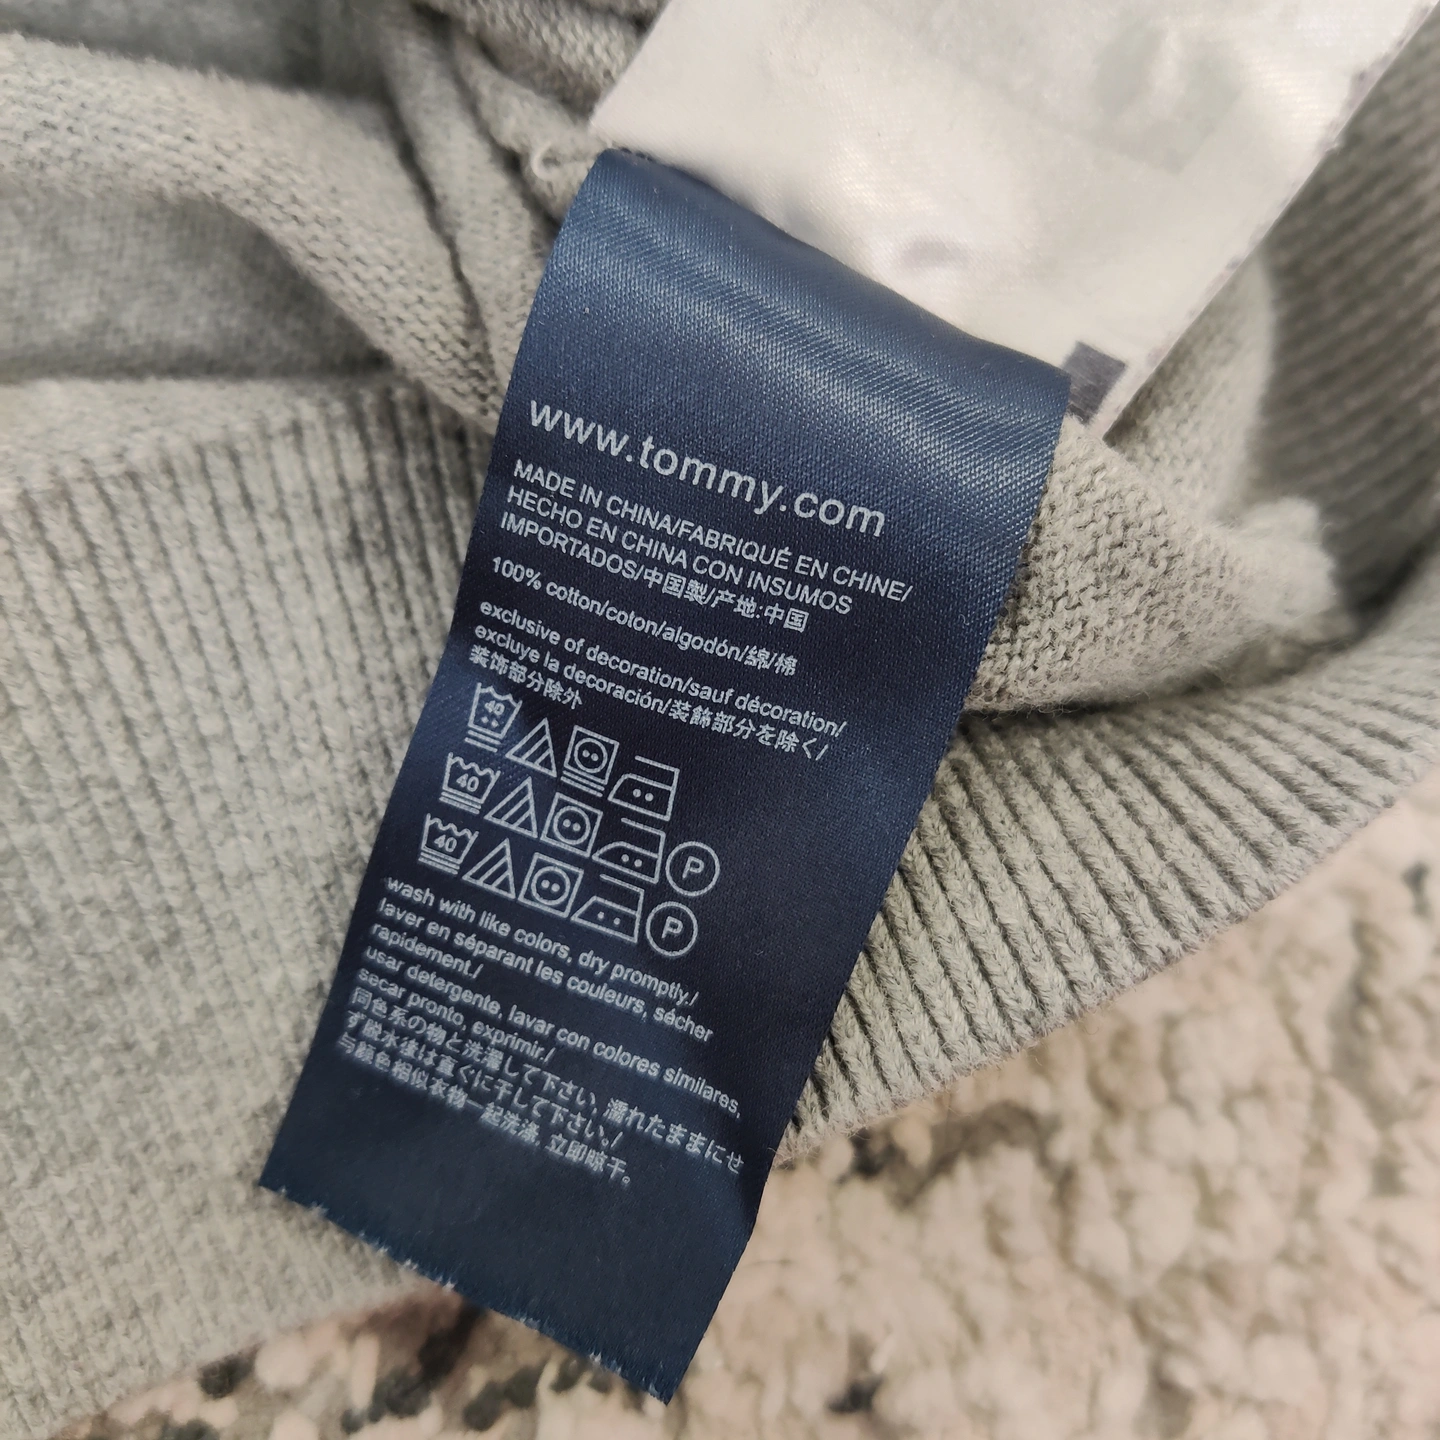 www.tommy.com
MADE IN CHINA/FABRIQUÉ EN CHINE/
HECHO EN CHINA CON INSUMOS
IMPORTADOS/中国製/产地:中国
100% cotton/coton/algodón/綿/棉
exclusive of decoration/sauf décoration/
excluye la decoración/装飾部分を除く/
装饰部分除外
40
40 P
40 P
wash with like colors, dry promptly./
laver en séparant les couleurs, sécher
rapidement./
usar detergente, lavar con colores similares,
secar pronto, exprimir./
同色系の物と洗濯して下さい, 濡れたままにせ
ず脱水後は直ぐに干して下さい./
与颜色相似衣物一起洗涤, 立即晾干。